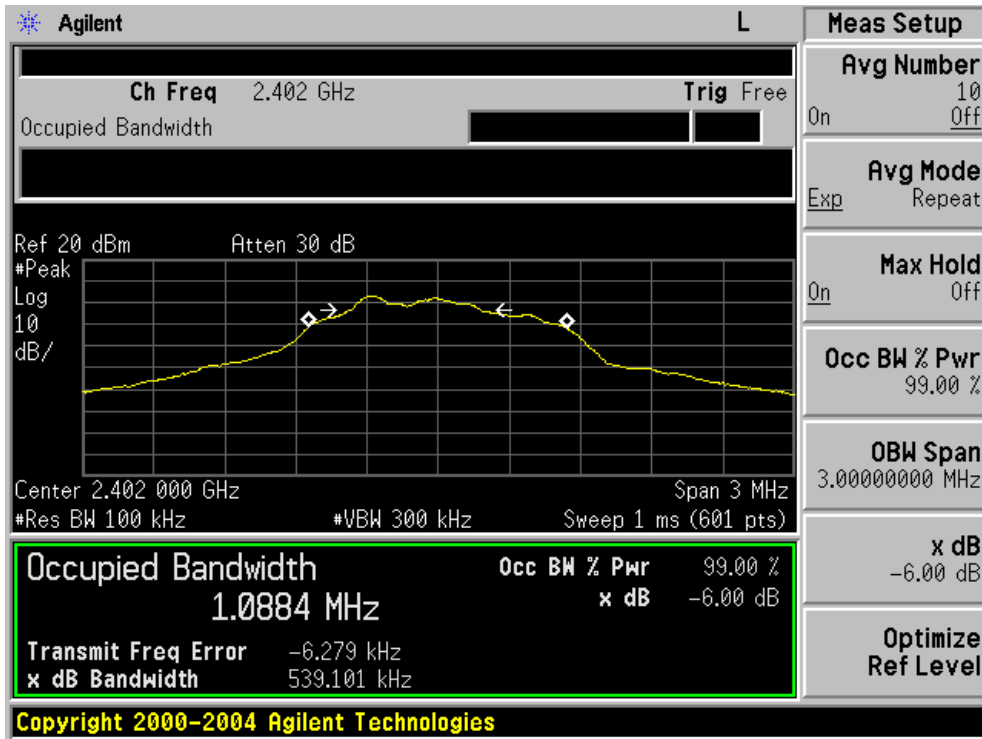 Agilent L
Ch Freq 2.402 GHz Trig Free
Occupied Bandwidth
Ref 20 dBm Atten 30 dB
#Peak
Log
10
dB/
Center 2.402 000 GHz Span 3 MHz
#Res BW 100 kHz #VBW 300 kHz Sweep 1 ms (601 pts)
Occupied Bandwidth
1.0884 MHz
Occ BW % Pwr 99.00 %
x dB -6.00 dB
Transmit Freq Error -6.279 kHz
x dB Bandwidth 539.101 kHz
Copyright 2000-2004 Agilent Technologies
Meas Setup
Avg Number
10
On Off
Avg Mode
Exp Repeat
Max Hold
On Off
Occ BW % Pwr
99.00 %
OBW Span
3.00000000 MHz
x dB
-6.00 dB
Optimize
Ref Level